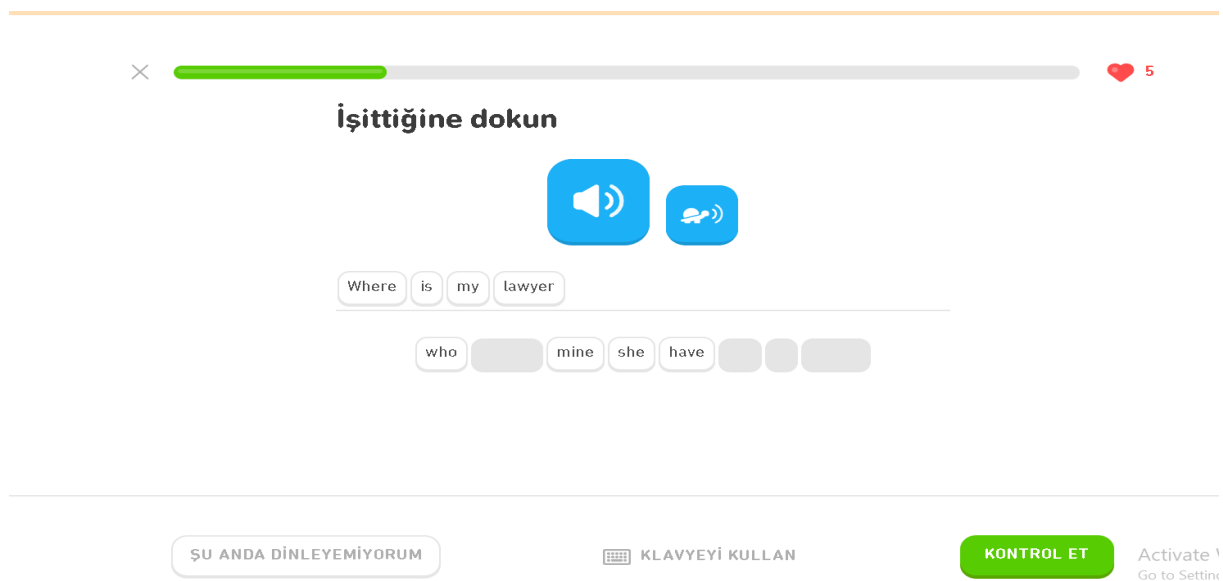 5
İşittiğine dokun
Where is my lawyer
who mine she have
ŞU ANDA DİNLEYEMİYORUM KLAVYEYİ KULLAN KONTROL ET
Activate
Go to Settin